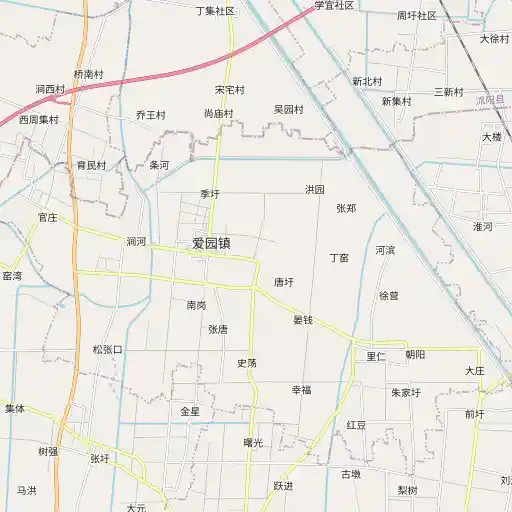 学宜社区
丁集社区
周圩社区
大徐村
桥南村
新北村
涧西村
宋宅村
三新村
新集村
沭阳县
吴园村
尚庙村
乔王村
西周集村
大楼
条河
育民村
洪园
季圩
张郑
官庄
淮河
涧河
爱园镇
河滨
丁窑
窑湾
唐圩
徐营
南岗
晏钱
张唐
松张口
里仁
朝阳
史荡
大庄
幸福
朱家圩
集体
金星
前圩
红豆
曙光
树强
张圩
古墩
刘
跃进
马洪
梨树
大元